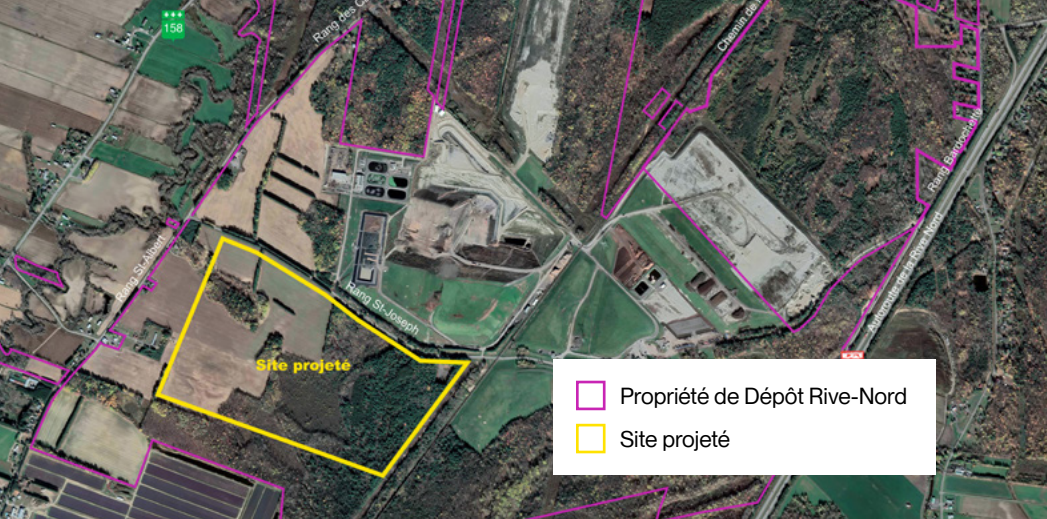 158
Rang des
Chemin de
Rang Baudochette
Autoroute de la Rive Nord
Rang St-Albert
Rang St-Joseph
Site projeté
Propriété de Dépôt Rive-Nord
Site projeté